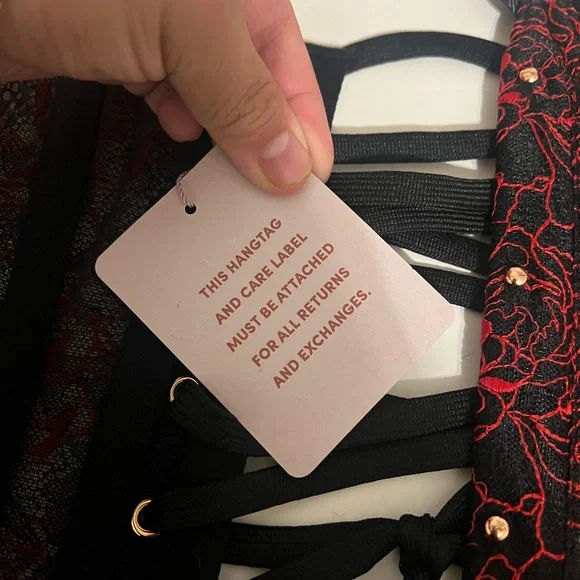 THIS HANGTAG
AND CARE LABEL
MUST BE ATTACHED
FOR ALL RETURNS
AND EXCHANGES.